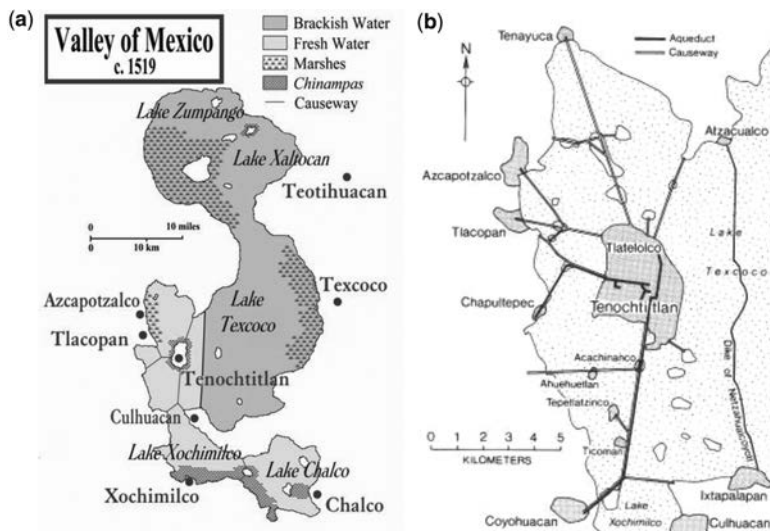 (a)
Valley of Mexico
c. 1519
Brackish Water
Fresh Water
Marshes
Chinampas
Causeway
Lake Zumpango
Lake Xaltocan
Teotihuacan
0 10 miles
0 10 km
Texcoco
Azcapotzalco
Lake
Texcoco
Tlacopan
Tenochtitlan
Culhuacan
Lake Xochimilco
Lake Chalco
Xochimilco
Chalco
(b)
Tenayuca
Aqueduct
Causeway
N
Atzacualco
Azcapotzalco
Tlacopan
Tlatelolco
Lake
Texcoco
Chapultepec
Tenochtitlan
Acachinanco
Ahuehuetlan
Tepetlatzinco
Dike of Netzahualcoyotl
0 1 2 3 4 5
KILOMETERS
Ticoman
Ixtapalapan
Coyohuacan
Lake
Xochimilco
Culhuacan